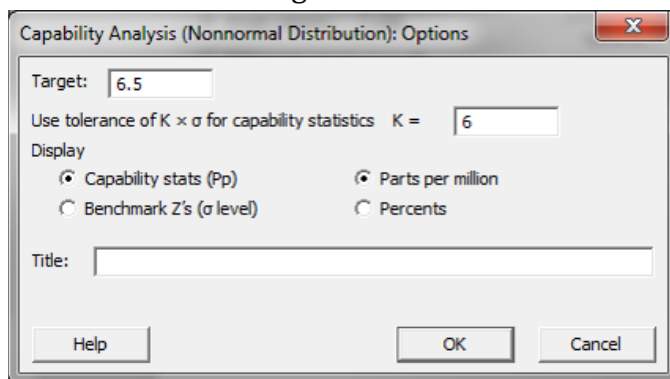 Capability Analysis (Nonnormal Distribution): Options
Target: 6.5
Use tolerance of K × σ for capability statistics K = 6
Display
Capability stats (Pp) Parts per million
Benchmark Z's (σ level) Percents
Title:
Help OK Cancel